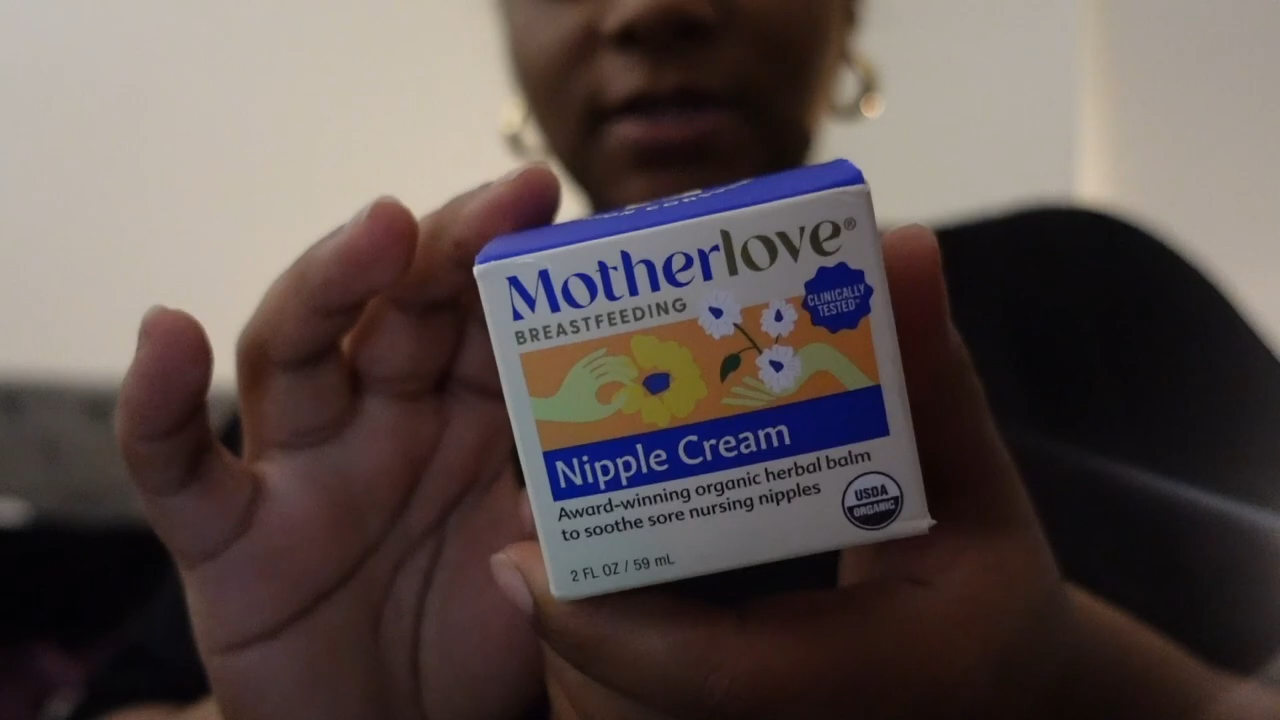 Motherlove®
BREASTFEEDING
CLINICALLY
TESTED™
Nipple Cream
Award-winning organic herbal balm
to soothe sore nursing nipples
USDA
ORGANIC
2 FL OZ / 59 mL